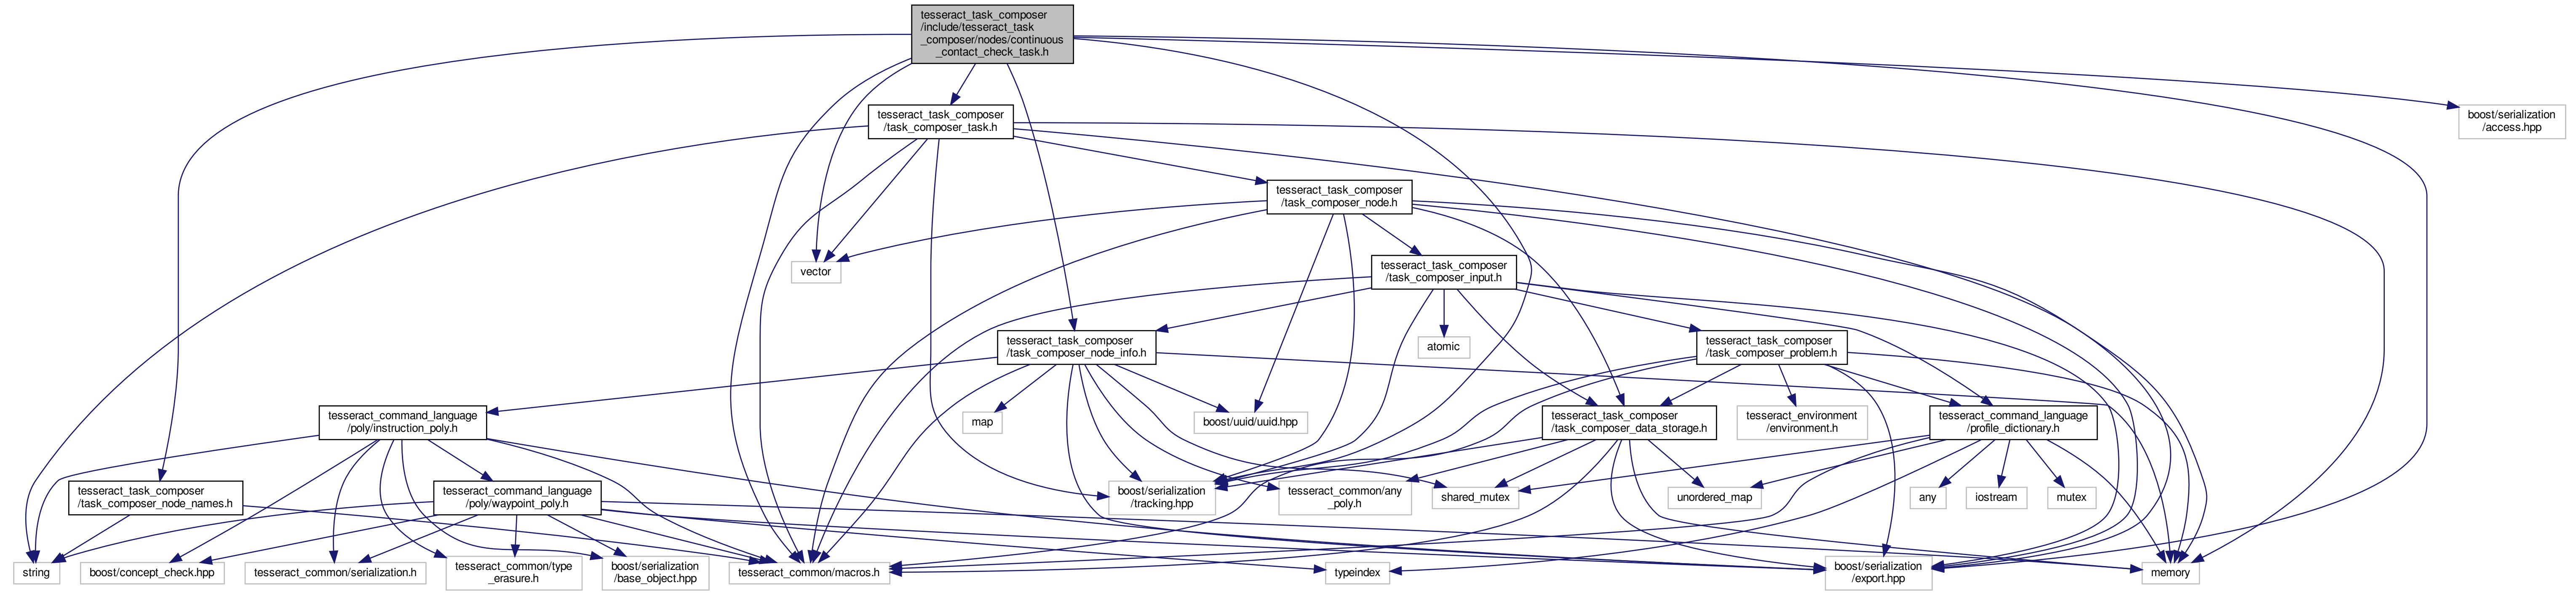 tesseract_task_composer
/include/tesseract_task
_composer/nodes/continuous
_contact_check_task.h
tesseract_task_composer
/task_composer_task.h
boost/serialization
/access.hpp
tesseract_task_composer
/task_composer_node.h
vector
tesseract_task_composer
/task_composer_input.h
tesseract_task_composer
/task_composer_node_info.h
atomic
tesseract_task_composer
/task_composer_problem.h
tesseract_command_language
/poly/instruction_poly.h
map
boost/uuid/uuid.hpp
tesseract_task_composer
/task_composer_data_storage.h
tesseract_environment
/environment.h
tesseract_command_language
/profile_dictionary.h
tesseract_task_composer
/task_composer_node_names.h
tesseract_command_language
/poly/waypoint_poly.h
boost/serialization
/tracking.hpp
tesseract_common/any
_poly.h
shared_mutex
unordered_map
any
iostream
mutex
string
boost/concept_check.hpp
tesseract_common/serialization.h
tesseract_common/type
_erasure.h
boost/serialization
/base_object.hpp
tesseract_common/macros.h
typeindex
boost/serialization
/export.hpp
memory